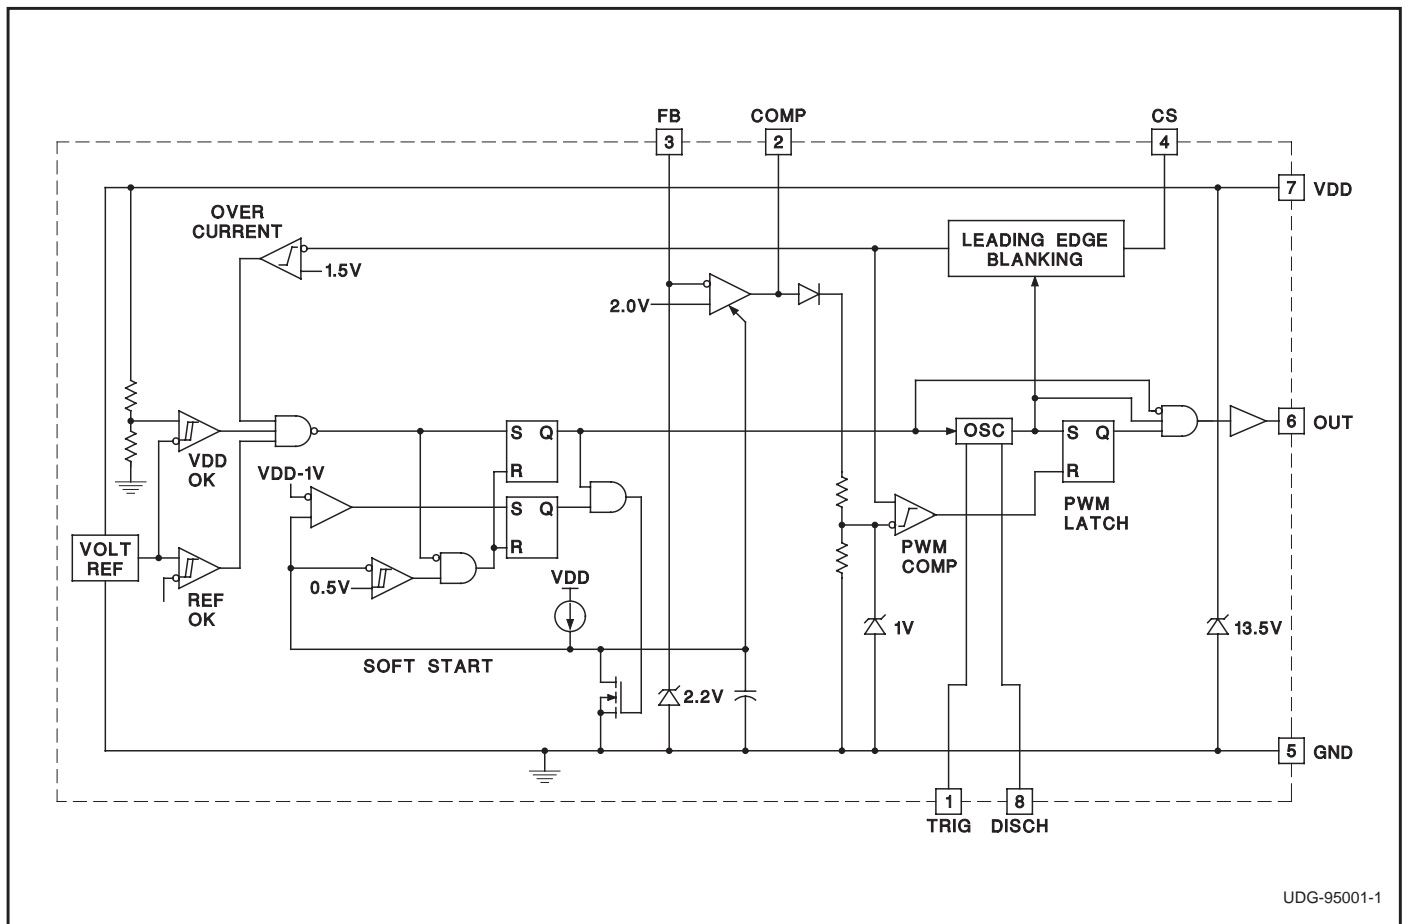 FB
COMP
CS
3
2
4
7
VDD
OVER
CURRENT
1.5V
LEADING EDGE
BLANKING
2.0V
VDD
OK
VDD-1V
S
Q
R
OSC
S
Q
R
6
OUT
PWM
LATCH
S
Q
R
VOLT
REF
REF
OK
0.5V
VDD
PWM
COMP
1V
13.5V
SOFT START
2.2V
5
GND
1
8
TRIG
DISCH
UDG-95001-1